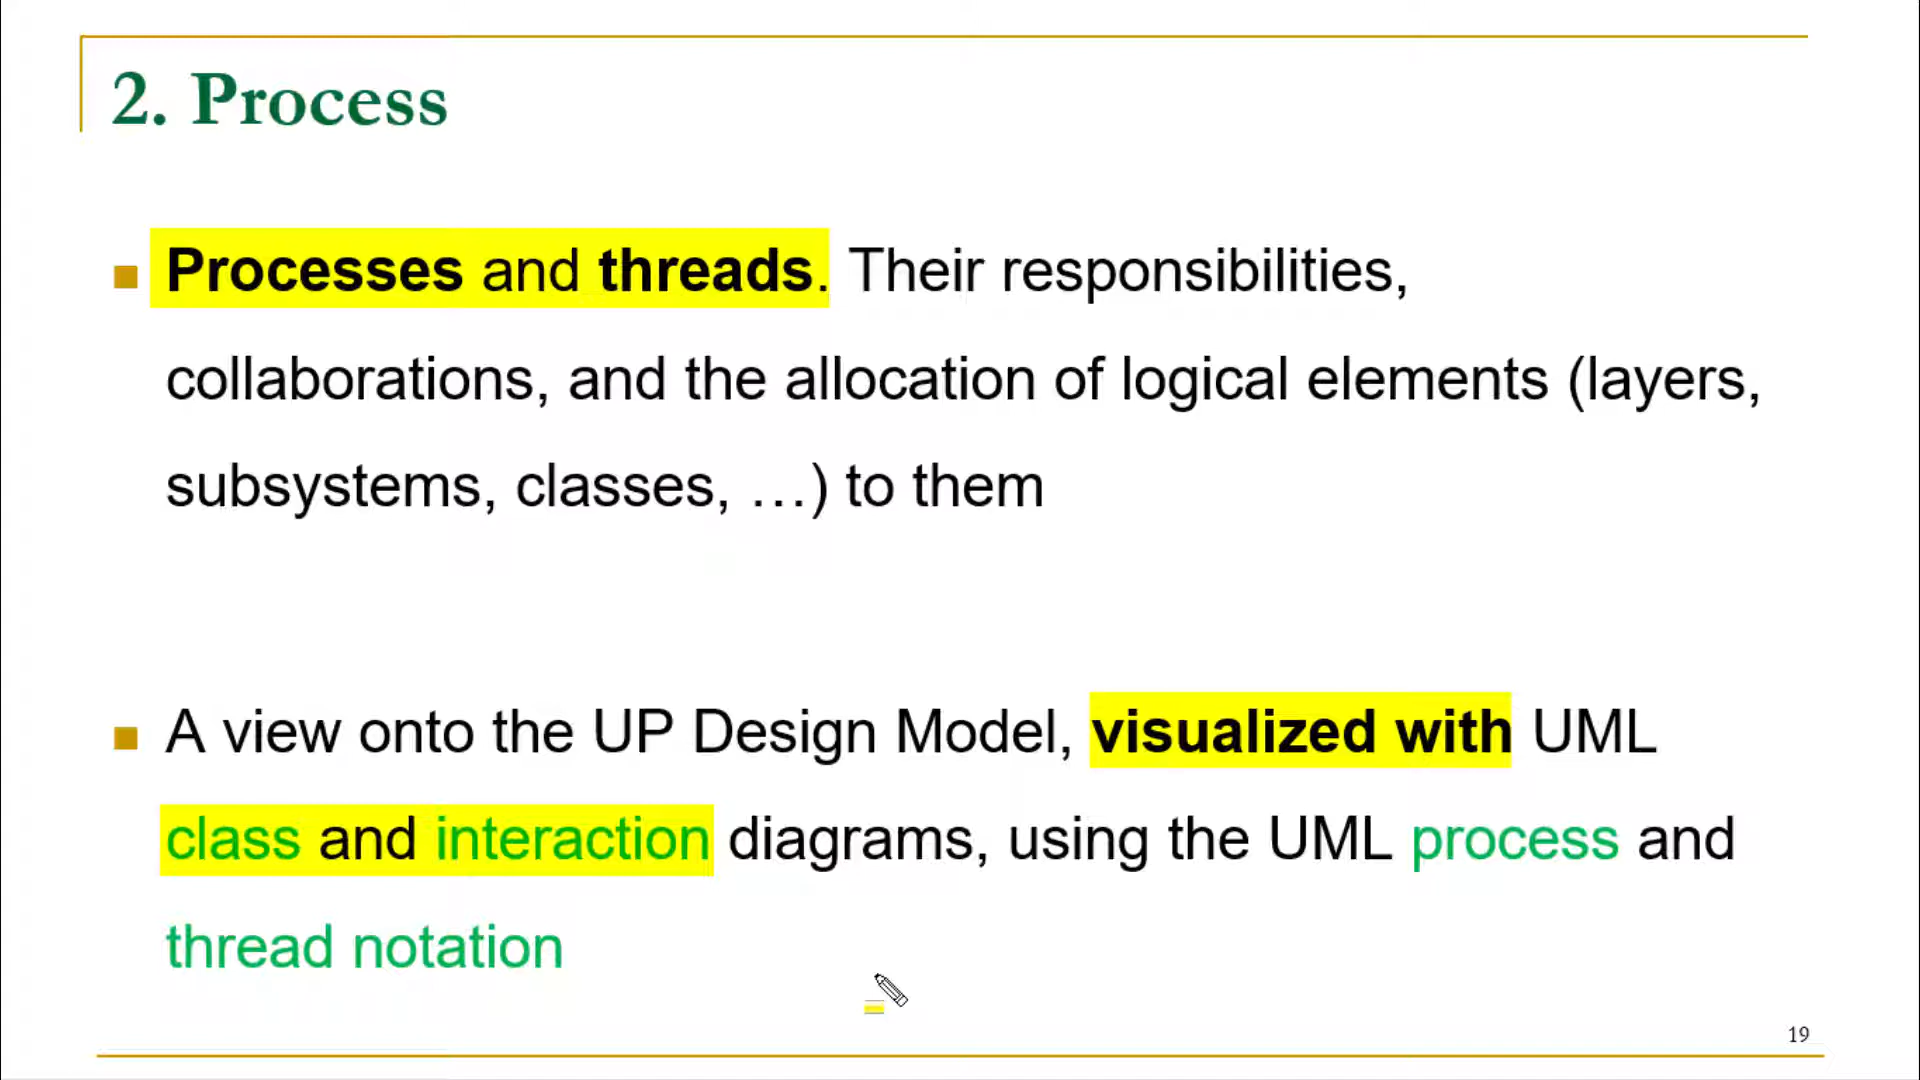 2. Process
Processes and threads. Their responsibilities,
collaborations, and the allocation of logical elements (layers,
subsystems, classes, …) to them
A view onto the UP Design Model, visualized with UML
class and interaction diagrams, using the UML process and
thread notation
19